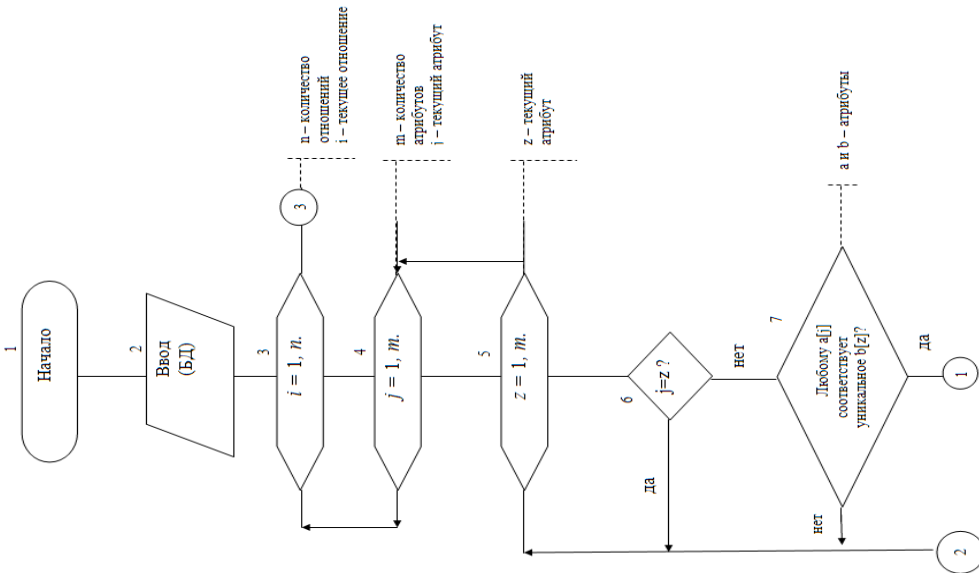 1
Начало
2
Ввод
(БД)
3
i = 1, n.
3
n – количество
отношений
i – текущее отношение
4
j = 1, m.
m – количество
атрибутов
j – текущий атрибут
5
z = 1, m.
z – текущий
атрибут
6
j=z ?
да
нет
7
Любому a[j]
соответствует
уникальное b[z]?
а и b – атрибуты
нет
да
2
1